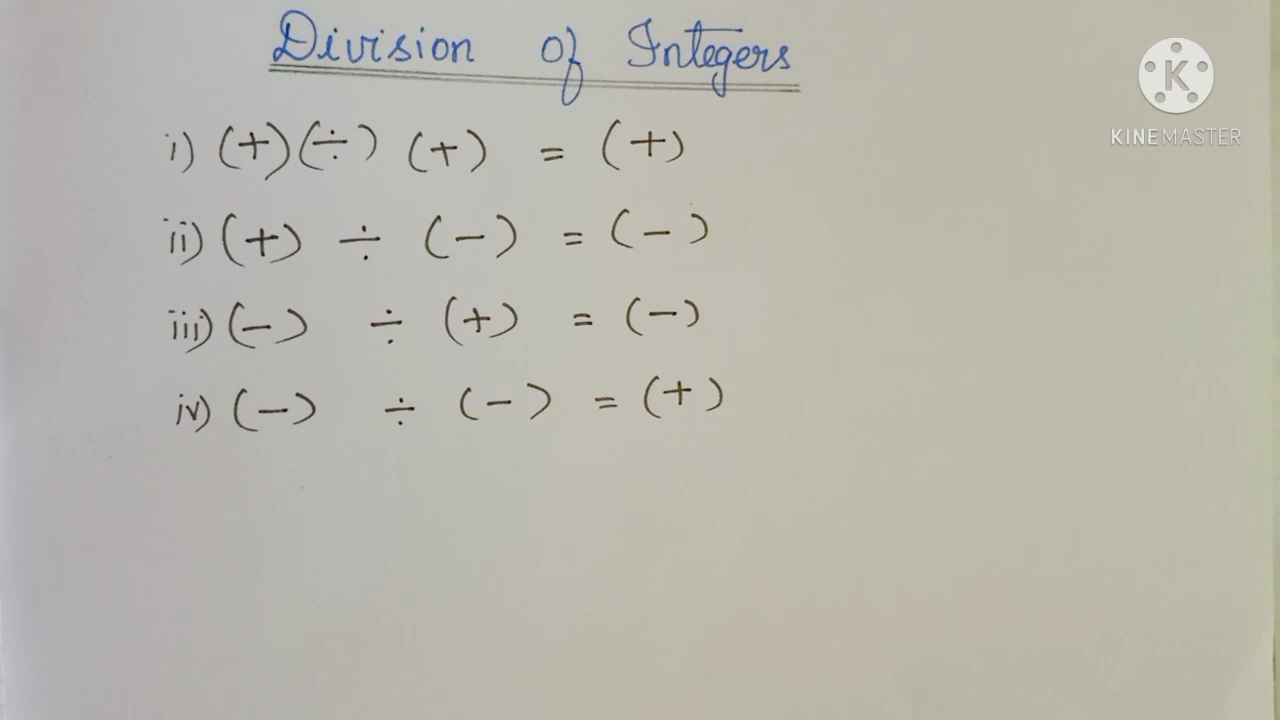 Division of Integers
i) (+)(÷) (+) = (+)
ii) (+) ÷ (-) = (-)
iii) (-) ÷ (+) = (-)
iv) (-) ÷ (-) = (+)
K
KINEMASTER